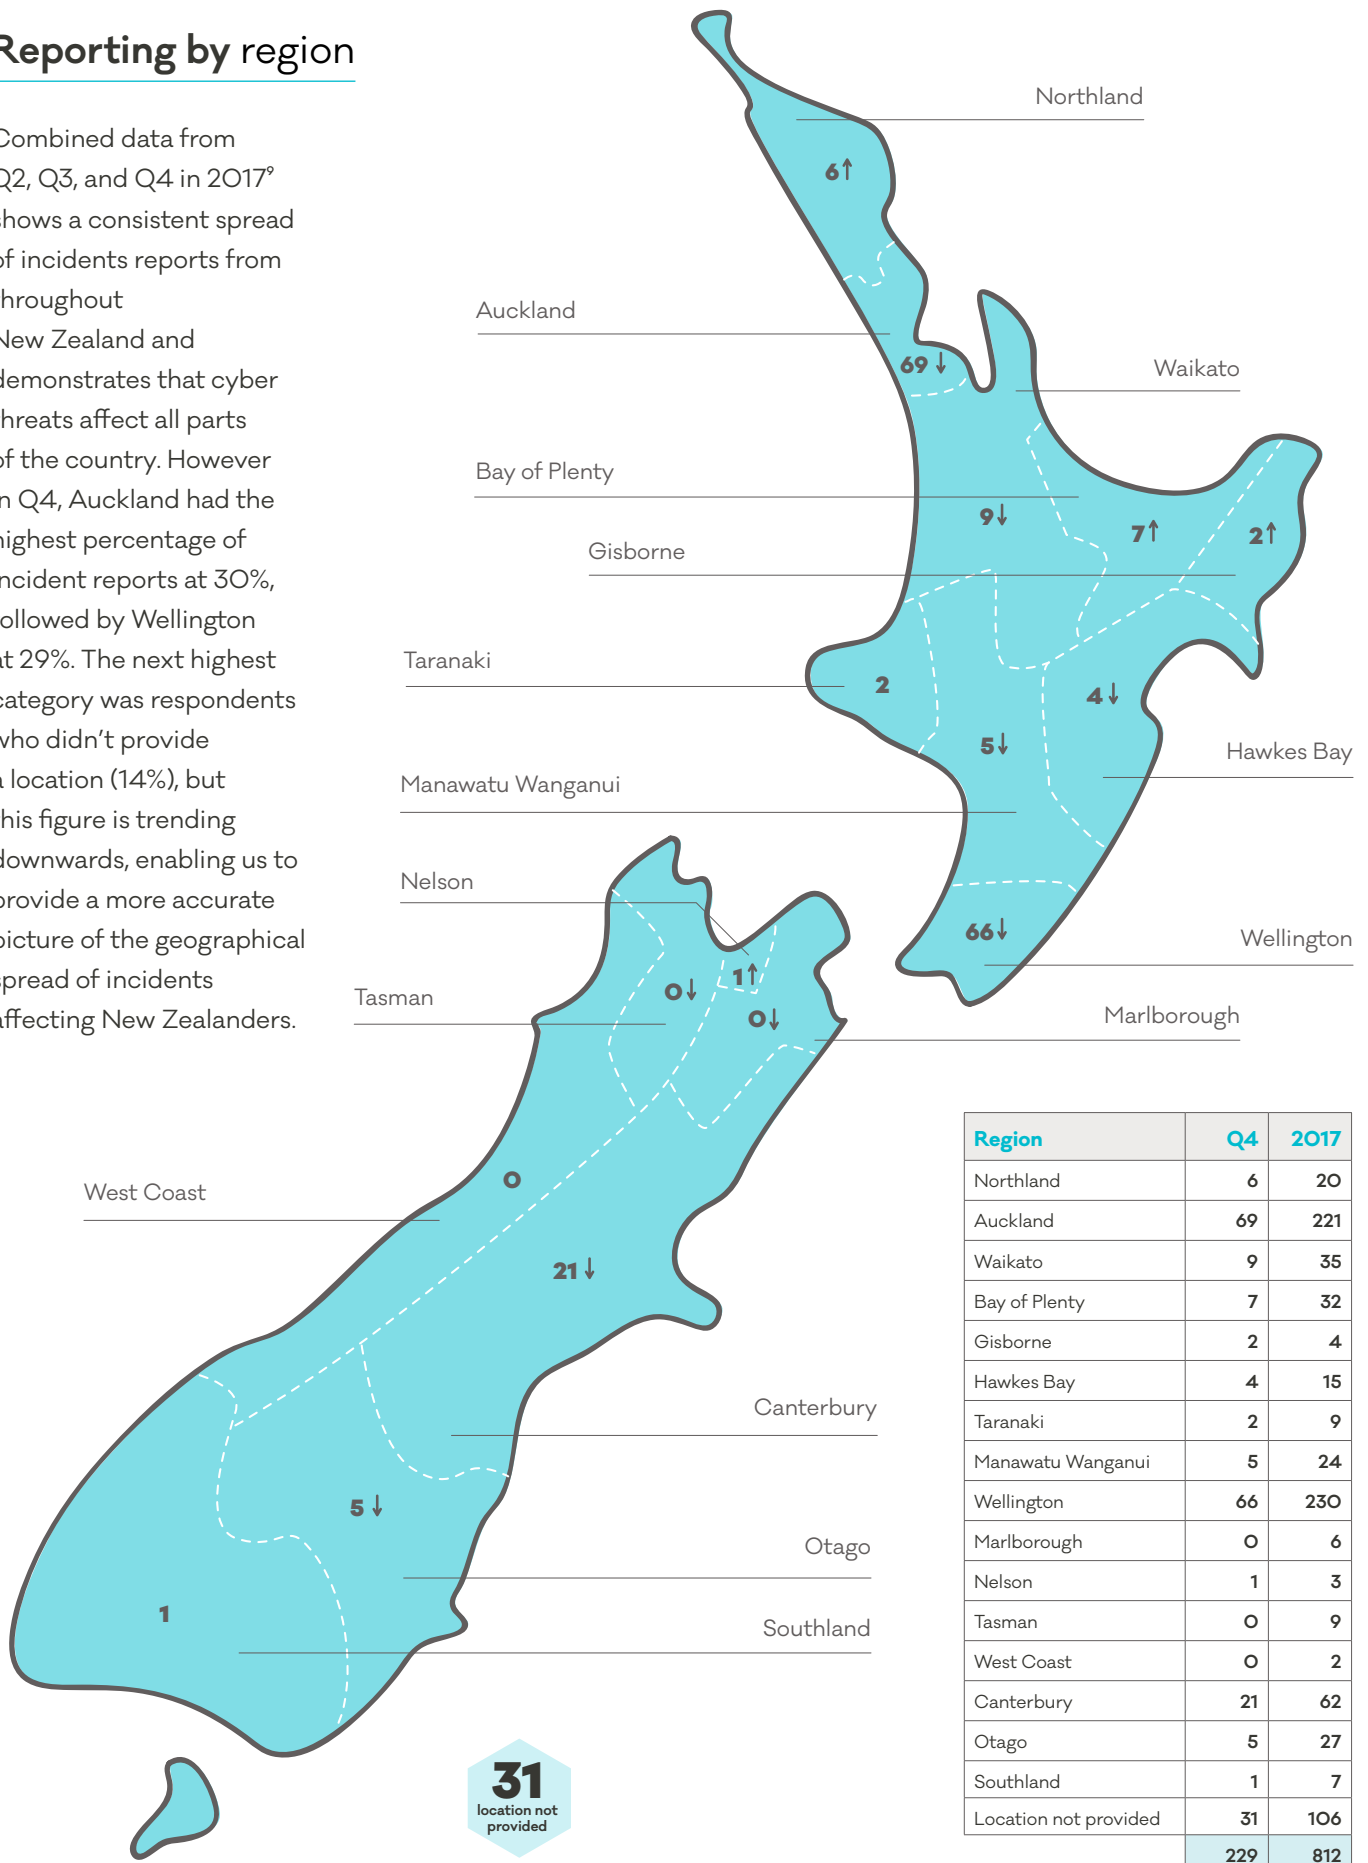 Reporting by region
Combined data from
Q2, Q3, and Q4 in 2017⁹
shows a consistent spread
of incidents reports from
throughout
New Zealand and
demonstrates that cyber
threats affect all parts
of the country. However
in Q4, Auckland had the
highest percentage of
incident reports at 30%,
followed by Wellington
at 29%. The next highest
category was respondents
who didn't provide
a location (14%), but
this figure is trending
downwards, enabling us to
provide a more accurate
picture of the geographical
spread of incidents
affecting New Zealanders.
Northland
6↑
Auckland
69↓
Waikato
9↓
Bay of Plenty
7↑
Gisborne
2↑
Taranaki
2
Hawkes Bay
4↓
Manawatu Wanganui
5↓
Wellington
66↓
Nelson
1↑
Tasman
0↓
Marlborough
0↓
West Coast
0
Canterbury
21↓
Otago
5↓
Southland
1
31
location not
provided
Region Q4 2017
Northland 6 20
Auckland 69 221
Waikato 9 35
Bay of Plenty 7 32
Gisborne 2 4
Hawkes Bay 4 15
Taranaki 2 9
Manawatu Wanganui 5 24
Wellington 66 230
Marlborough 0 6
Nelson 1 3
Tasman 0 9
West Coast 0 2
Canterbury 21 62
Otago 5 27
Southland 1 7
Location not provided 31 106
229 812